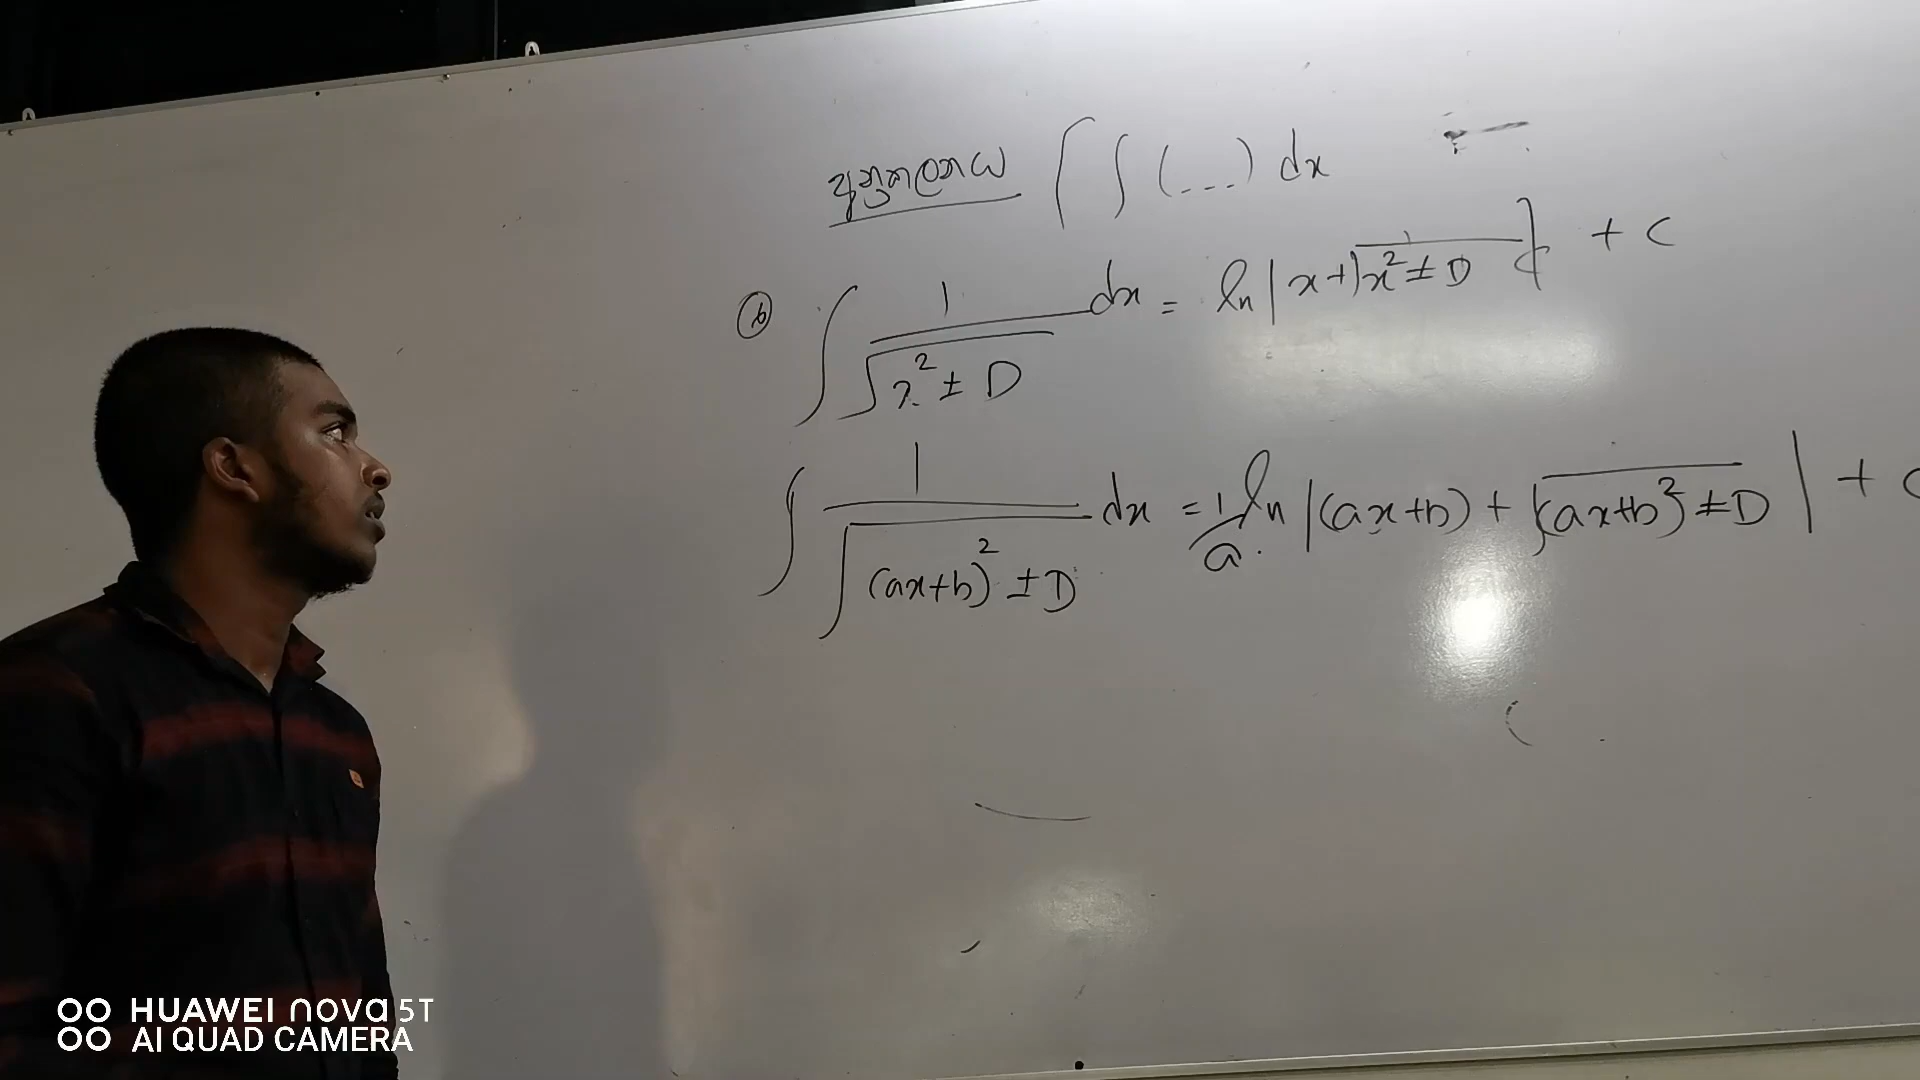 අනුකලනය ∫ (...) dx
⑥ ∫ 1/√(x² ± D) dx = ln|x+√(x² ± D)| + C
∫ 1/√((ax+b)² ± D) dx = 1/a ln|(ax+b) + √((ax+b)² ± D)| + C
HUAWEI nova 5T
AI QUAD CAMERA